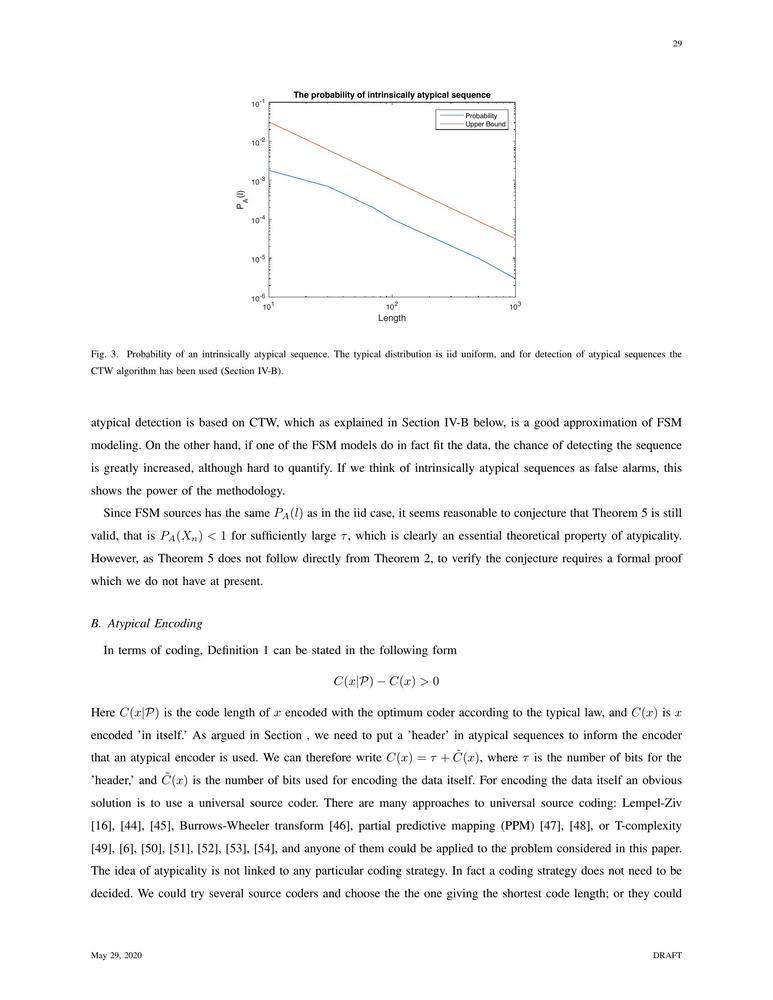 29
The probability of intrinsically atypical sequence
10^-1
10^-2
10^-3
10^-4
10^-5
10^-6
P_A(l)
Probability
Upper Bound
10^1
10^2
10^3
Length
Fig. 3. Probability of an intrinsically atypical sequence. The typical distribution is iid uniform, and for detection of atypical sequences the
CTW algorithm has been used (Section IV-B).
atypical detection is based on CTW, which as explained in Section IV-B below, is a good approximation of FSM
modeling. On the other hand, if one of the FSM models do in fact fit the data, the chance of detecting the sequence
is greatly increased, although hard to quantify. If we think of intrinsically atypical sequences as false alarms, this
shows the power of the methodology.
Since FSM sources has the same P_A(l) as in the iid case, it seems reasonable to conjecture that Theorem 5 is still
valid, that is P_A(X_n) < 1 for sufficiently large τ, which is clearly an essential theoretical property of atypicality.
However, as Theorem 5 does not follow directly from Theorem 2, to verify the conjecture requires a formal proof
which we do not have at present.
B. Atypical Encoding
In terms of coding, Definition 1 can be stated in the following form
C(x|𝒫) − C(x) > 0
Here C(x|𝒫) is the code length of x encoded with the optimum coder according to the typical law, and C(x) is x
encoded 'in itself.' As argued in Section , we need to put a 'header' in atypical sequences to inform the encoder
that an atypical encoder is used. We can therefore write C(x) = τ + C̃(x), where τ is the number of bits for the
'header,' and C̃(x) is the number of bits used for encoding the data itself. For encoding the data itself an obvious
solution is to use a universal source coder. There are many approaches to universal source coding: Lempel-Ziv
[16], [44], [45], Burrows-Wheeler transform [46], partial predictive mapping (PPM) [47], [48], or T-complexity
[49], [6], [50], [51], [52], [53], [54], and anyone of them could be applied to the problem considered in this paper.
The idea of atypicality is not linked to any particular coding strategy. In fact a coding strategy does not need to be
decided. We could try several source coders and choose the the one giving the shortest code length; or they could
May 29, 2020
DRAFT